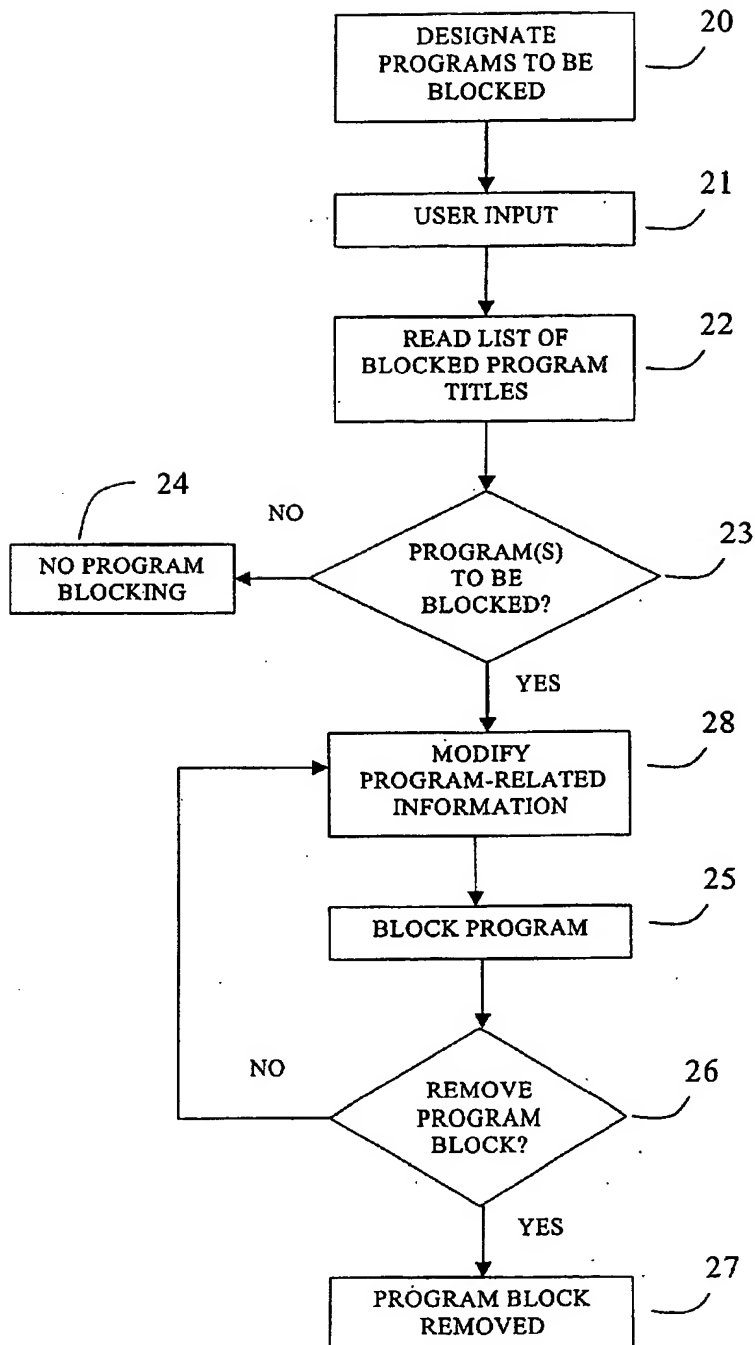 20
DESIGNATE
PROGRAMS TO BE
BLOCKED
21
USER INPUT
22
READ LIST OF
BLOCKED PROGRAM
TITLES
24
NO
23
NO PROGRAM
BLOCKING
PROGRAM(S)
TO BE
BLOCKED?
YES
28
MODIFY
PROGRAM-RELATED
INFORMATION
25
BLOCK PROGRAM
NO
26
REMOVE
PROGRAM
BLOCK?
YES
27
PROGRAM BLOCK
REMOVED